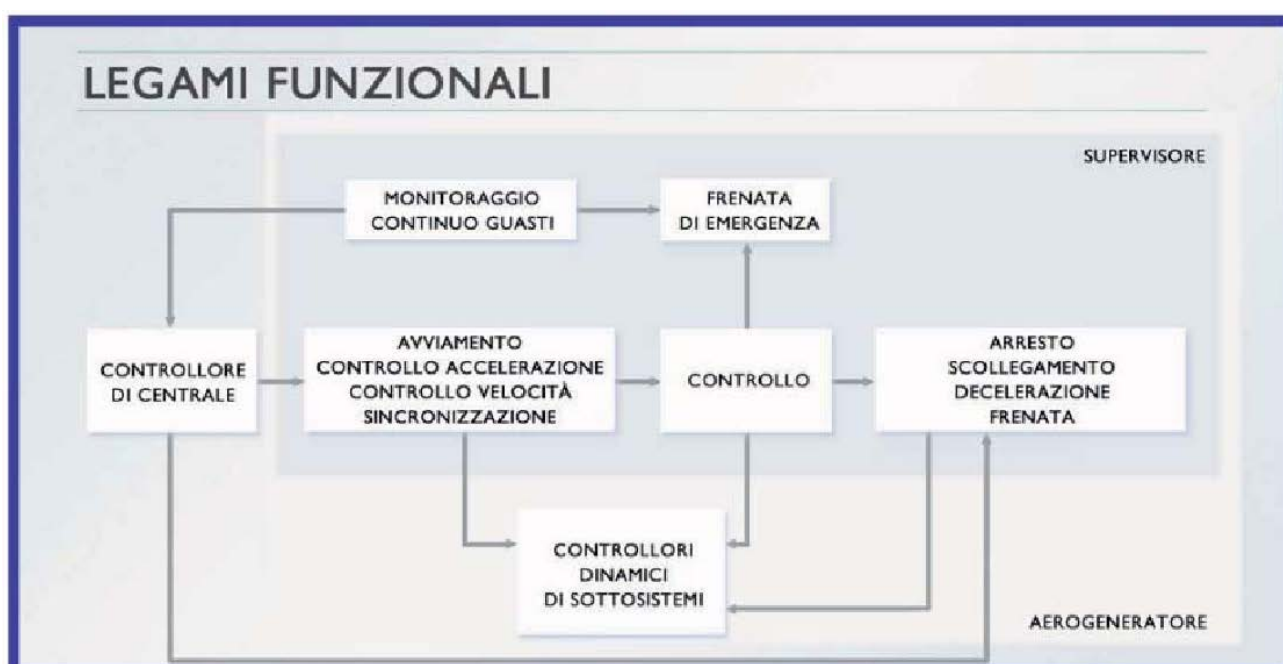 LEGAMI FUNZIONALI
SUPERVISORE
MONITORAGGIO
CONTINUO GUASTI
FRENATA
DI EMERGENZA
CONTROLLORE
DI CENTRALE
AVVIAMENTO
CONTROLLO ACCELERAZIONE
CONTROLLO VELOCITÀ
SINCRONIZZAZIONE
CONTROLLO
ARRESTO
SCOLLEGAMENTO
DECELERAZIONE
FRENATA
CONTROLLORI
DINAMICI
DI SOTTOSISTEMI
AEROGENERATORE